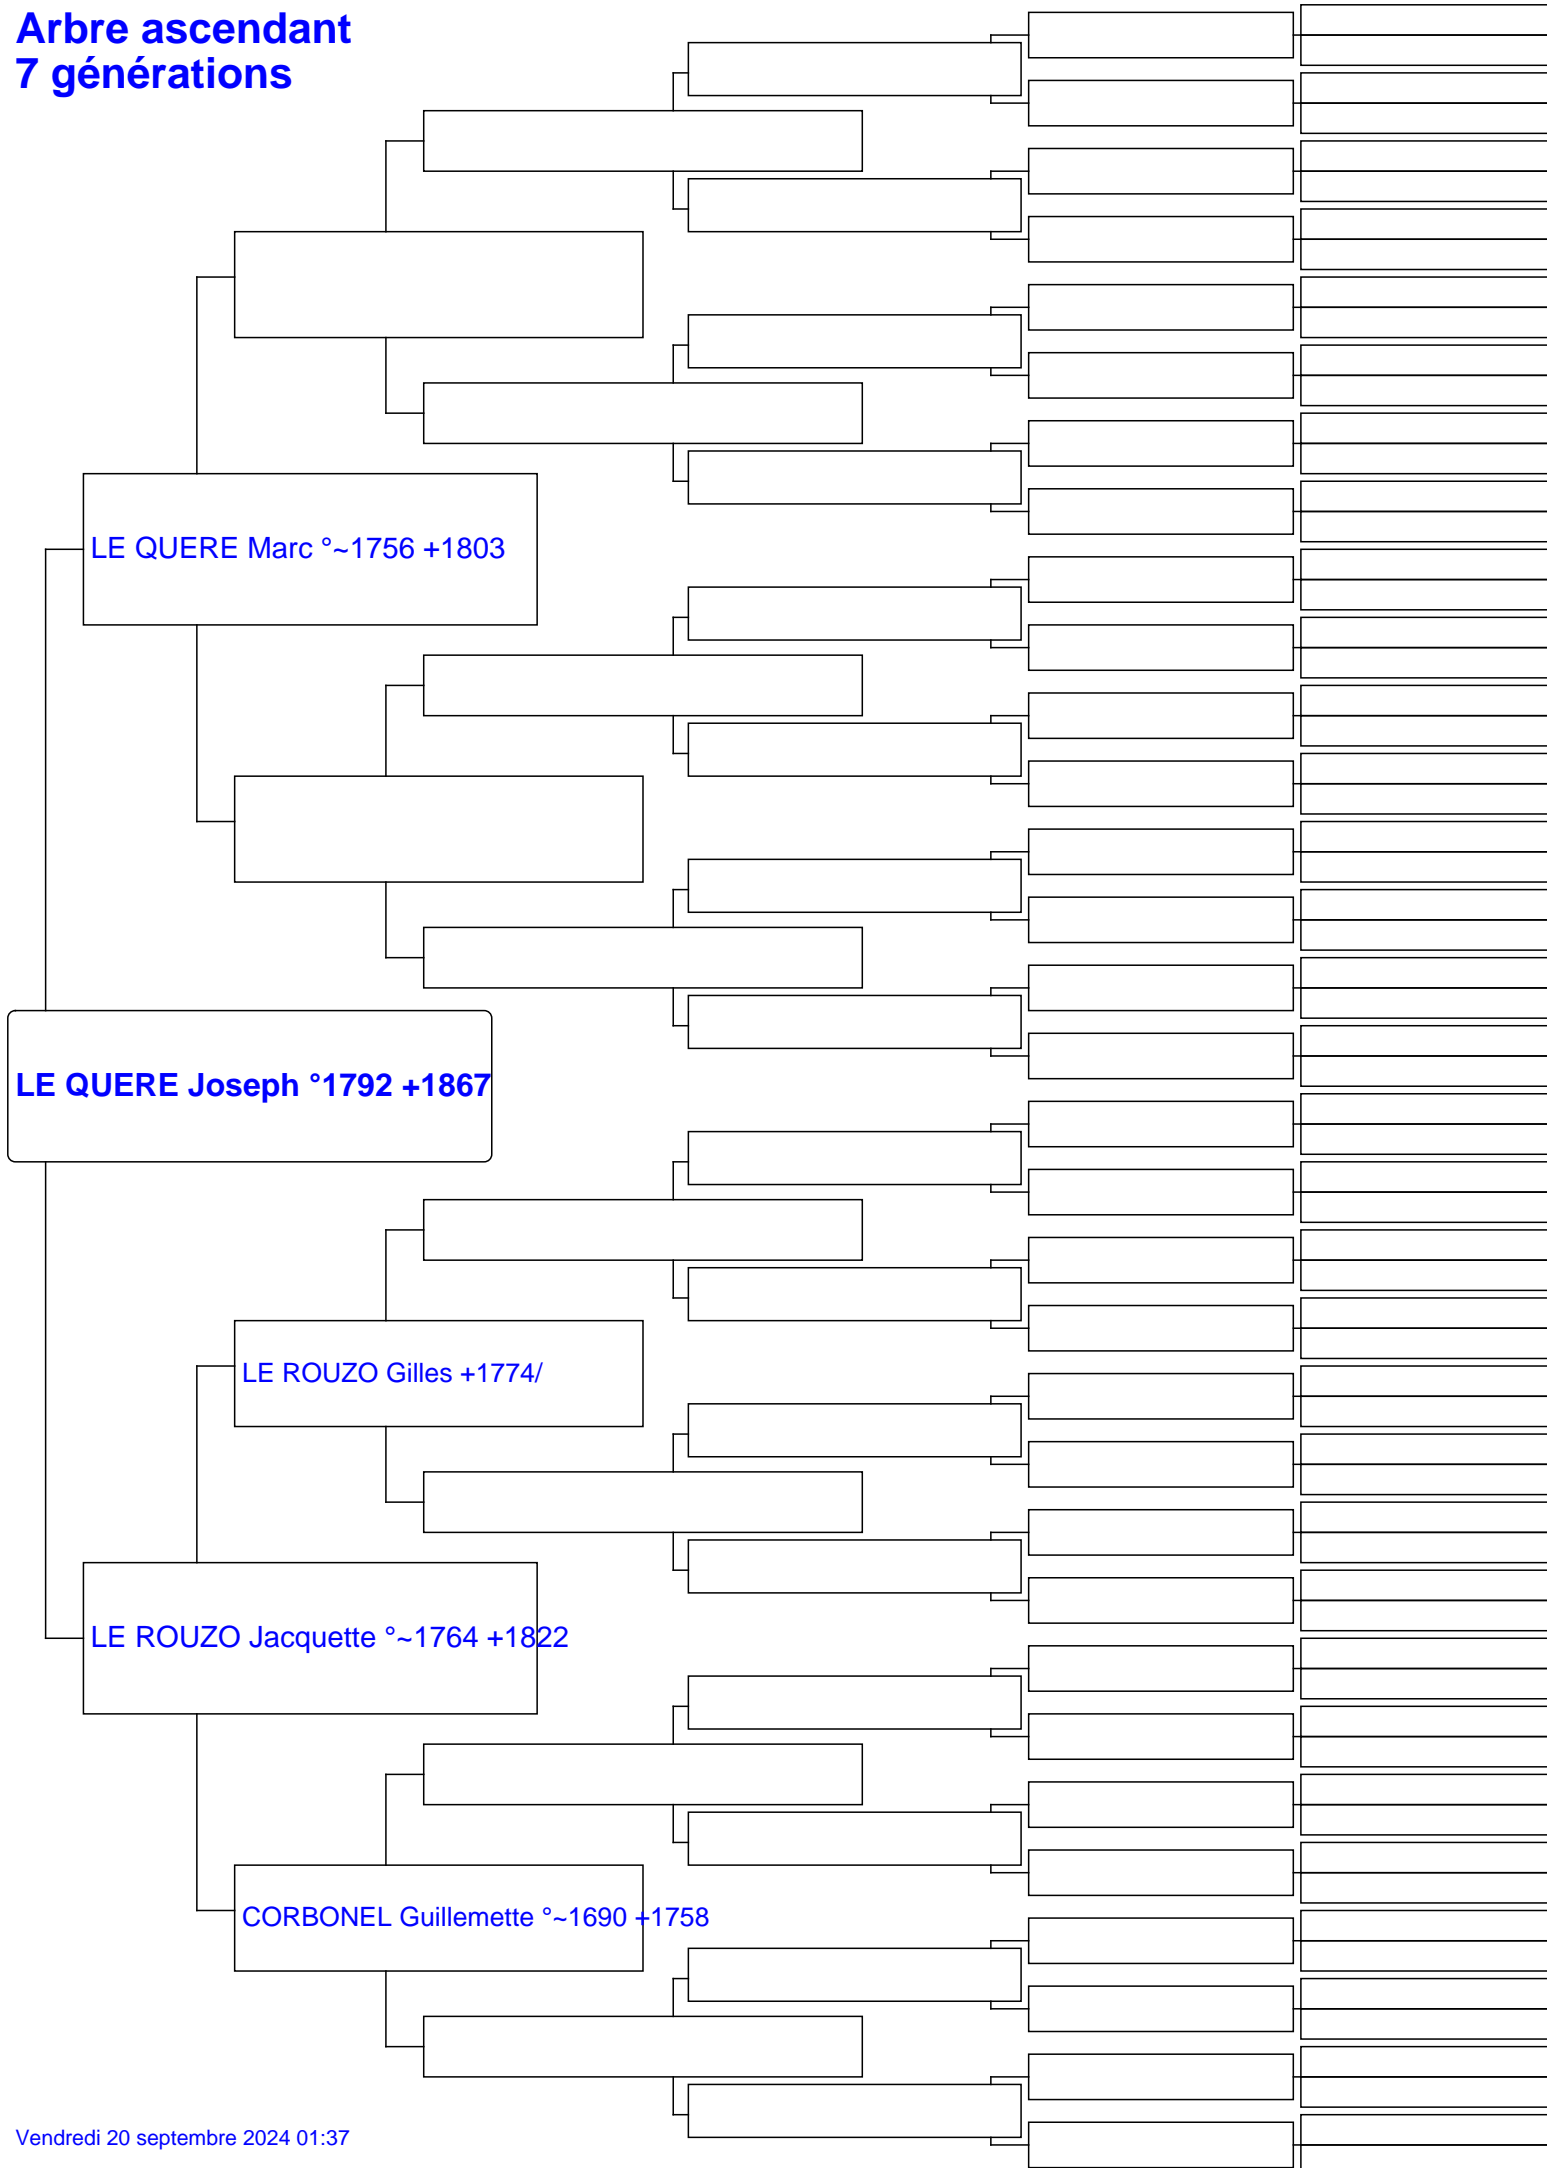 Arbre ascendant
7 générations
LE QUERE Marc °~1756 +1803
LE QUERE Joseph °1792 +1867
LE ROUZO Gilles +1774/
LE ROUZO Jacquette °~1764 +1822
CORBONEL Guillemette °~1690 +1758
Vendredi 20 septembre 2024 01:37